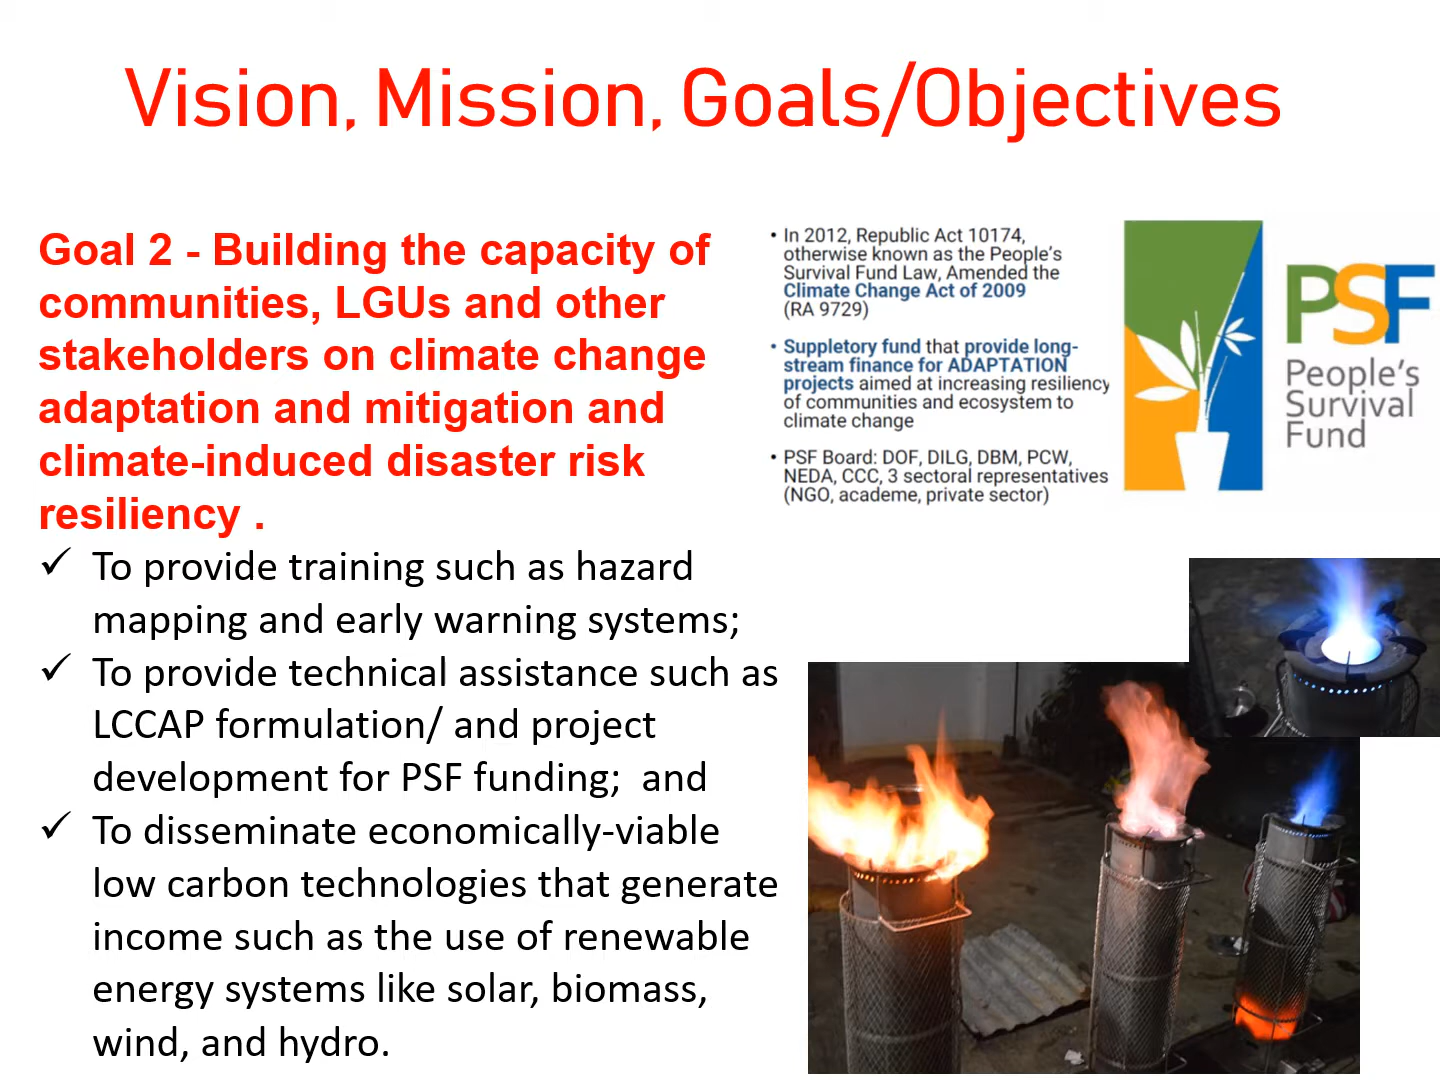 Vision, Mission, Goals/Objectives
Goal 2 - Building the capacity of
communities, LGUs and other
stakeholders on climate change
adaptation and mitigation and
climate-induced disaster risk
resiliency .
✓ To provide training such as hazard
mapping and early warning systems;
✓ To provide technical assistance such as
LCCAP formulation/ and project
development for PSF funding; and
✓ To disseminate economically-viable
low carbon technologies that generate
income such as the use of renewable
energy systems like solar, biomass,
wind, and hydro.
• In 2012, Republic Act 10174,
otherwise known as the People's
Survival Fund Law, Amended the
Climate Change Act of 2009
(RA 9729)
• Suppletory fund that provide long-
stream finance for ADAPTATION
projects aimed at increasing resiliency
of communities and ecosystem to
climate change
• PSF Board: DOF, DILG, DBM, PCW,
NEDA, CCC, 3 sectoral representatives
(NGO, academe, private sector)
PSF
People's
Survival
Fund